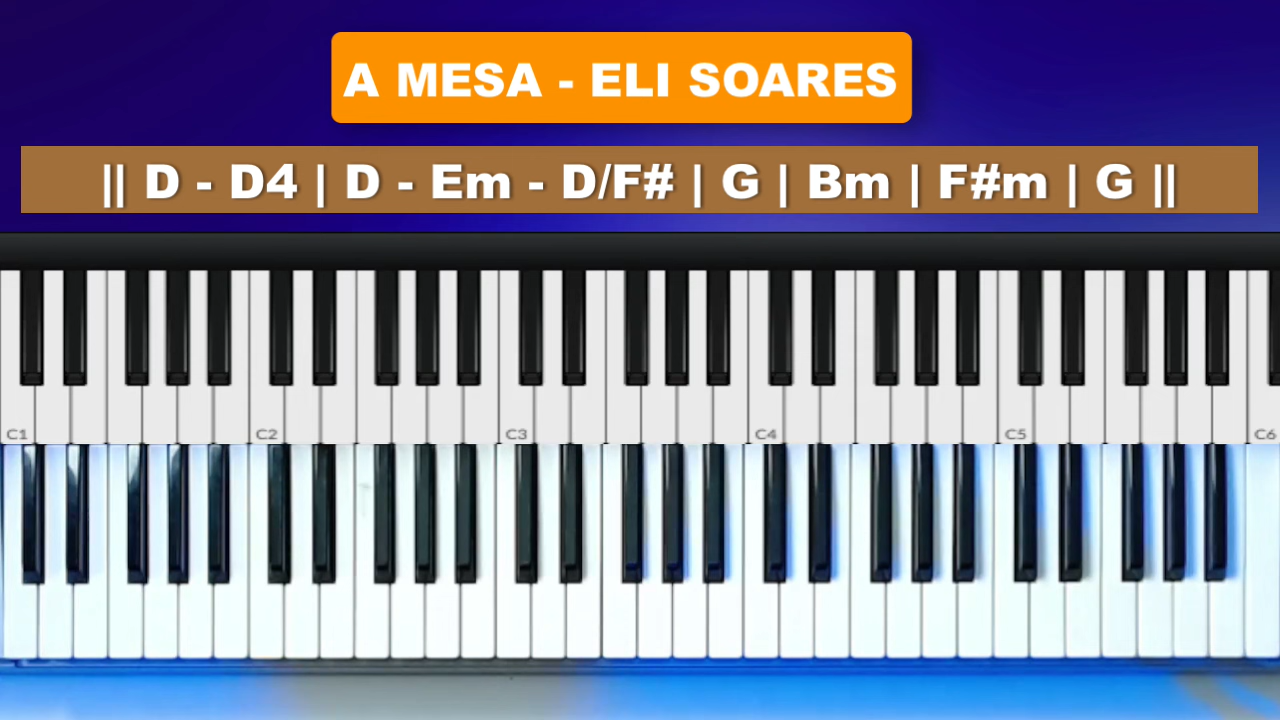 A MESA - ELI SOARES
|| D - D4 | D - Em - D/F# | G | Bm | F#m | G ||
C1 C2 C3 C4 C5 C6